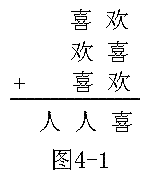 喜 欢
欢 喜
+ 喜 欢
人 人 喜
图4-1